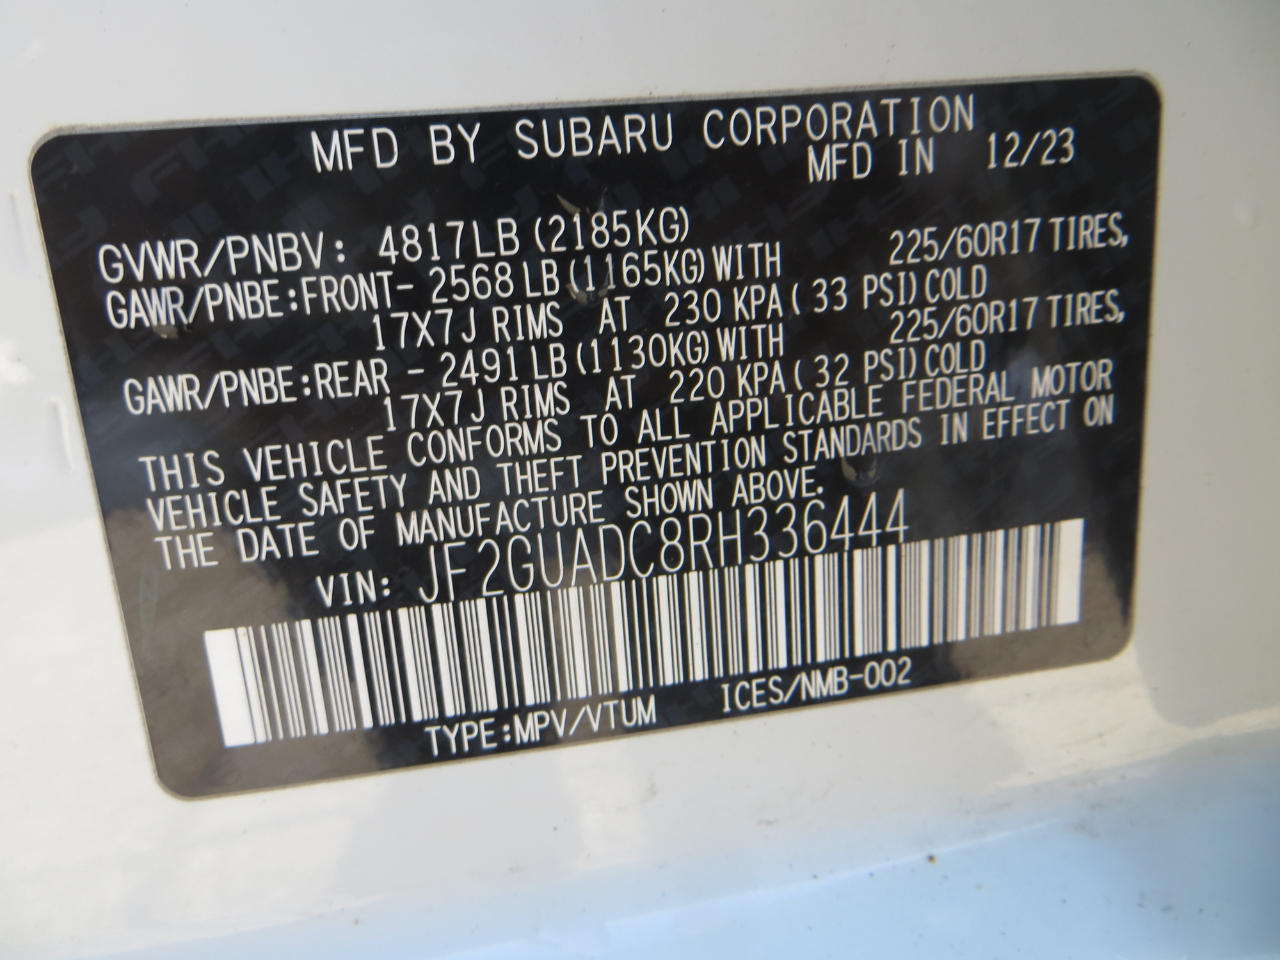 MFD BY SUBARU CORPORATION
MFD IN 12/23
GVWR/PNBV: 4817LB (2185KG)
GAWR/PNBE:FRONT- 2568 LB (1165KG) WITH 225/60R17 TIRES,
17X7J RIMS AT 230 KPA ( 33 PSI) COLD
GAWR/PNBE:REAR - 2491 LB (1130KG) WITH 225/60R17 TIRES,
17X7J RIMS AT 220 KPA ( 32 PSI) COLD
THIS VEHICLE CONFORMS TO ALL APPLICABLE FEDERAL MOTOR
VEHICLE SAFETY AND THEFT PREVENTION STANDARDS IN EFFECT ON
THE DATE OF MANUFACTURE SHOWN ABOVE.
VIN: JF2GUADC8RH336444
TYPE:MPV/VTUM ICES/NMB-002